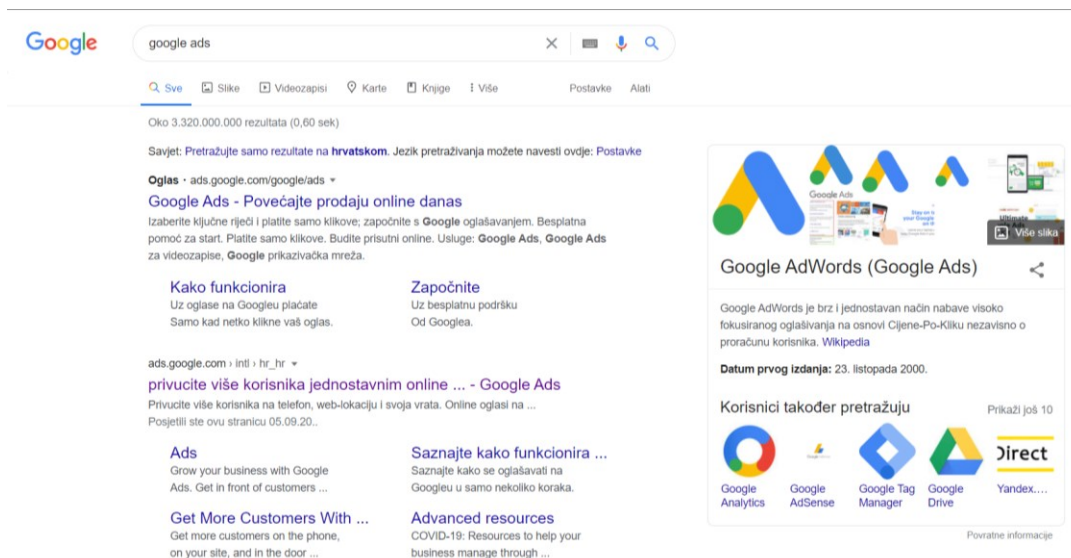 Google
google ads
Sve Slike Videozapisi Karte Knjige Više Postavke Alati
Oko 3.320.000.000 rezultata (0,60 sek)
Savjet: Pretražujte samo rezultate na hrvatskom. Jezik pretraživanja možete navesti ovdje: Postavke
Oglas · ads.google.com/google/ads
Google Ads - Povećajte prodaju online danas
Izaberite ključne riječi i platite samo klikove; započnite s Google oglašavanjem. Besplatna
pomoć za start. Platite samo klikove. Budite prisutni online. Usluge: Google Ads, Google Ads
za videozapise, Google prikazivačka mreža.
Kako funkcionira
Uz oglase na Googleu plaćate
Samo kad netko klikne vaš oglas.
Započnite
Uz besplatnu podršku
Od Googlea.
ads.google.com › intl › hr_hr
privucite više korisnika jednostavnim online ... - Google Ads
Privucite više korisnika na telefon, web-lokaciju i svoja vrata. Online oglasi na ...
Posjetili ste ovu stranicu 05.09.20..
Ads
Grow your business with Google
Ads. Get in front of customers ...
Saznajte kako funkcionira ...
Saznajte kako se oglašavati na
Googleu u samo nekoliko koraka.
Get More Customers With ...
Get more customers on the phone,
on your site, and in the door ...
Advanced resources
COVID-19: Resources to help your
business manage through ...
Google Ads
Više slika
Google AdWords (Google Ads)
Google AdWords je brz i jednostavan način nabave visoko
fokusiranog oglašivanja na osnovi Cijene-Po-Kliku nezavisno o
proračunu korisnika. Wikipedia
Datum prvog izdanja: 23. listopada 2000.
Korisnici također pretražuju
Prikaži još 10
Direct
Google
Analytics
Google
AdSense
Google Tag
Manager
Google
Drive
Yandex....
Povratne informacije